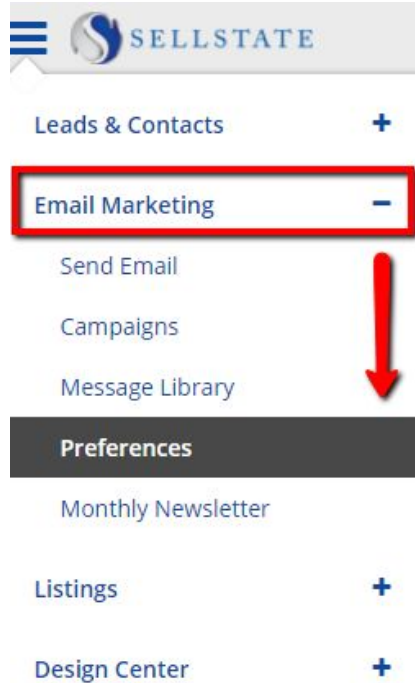 SELLSTATE
Leads & Contacts +
Email Marketing −
Send Email
Campaigns
Message Library
Preferences
Monthly Newsletter
Listings +
Design Center +